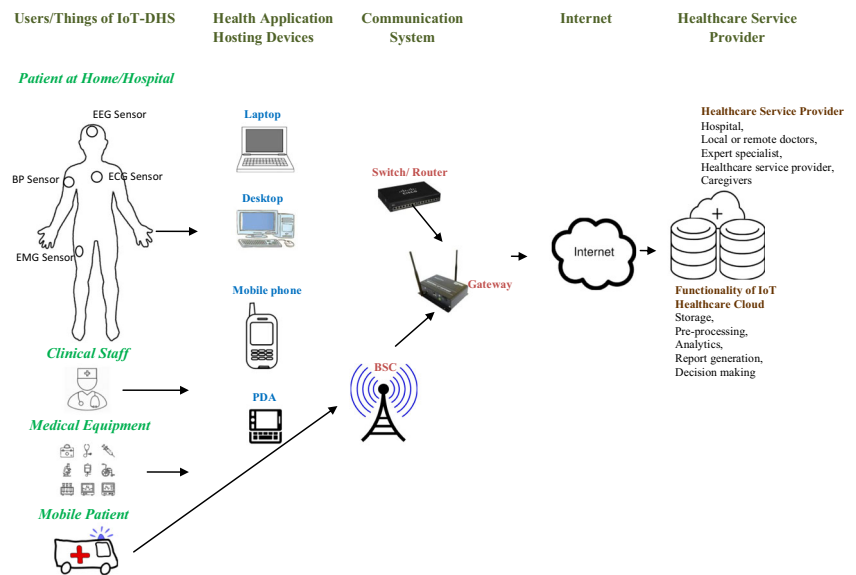 Users/Things of IoT-DHS
Health Application
Hosting Devices
Communication
System
Internet
Healthcare Service
Provider
Patient at Home/Hospital
EEG Sensor
BP Sensor
ECG Sensor
EMG Sensor
Clinical Staff
Medical Equipment
Mobile Patient
Laptop
Desktop
Mobile phone
PDA
Switch/ Router
Gateway
BSC
Internet
Healthcare Service Provider
Hospital,
Local or remote doctors,
Expert specialist,
Healthcare service provider,
Caregivers
Functionality of IoT
Healthcare Cloud
Storage,
Pre-processing,
Analytics,
Report generation,
Decision making